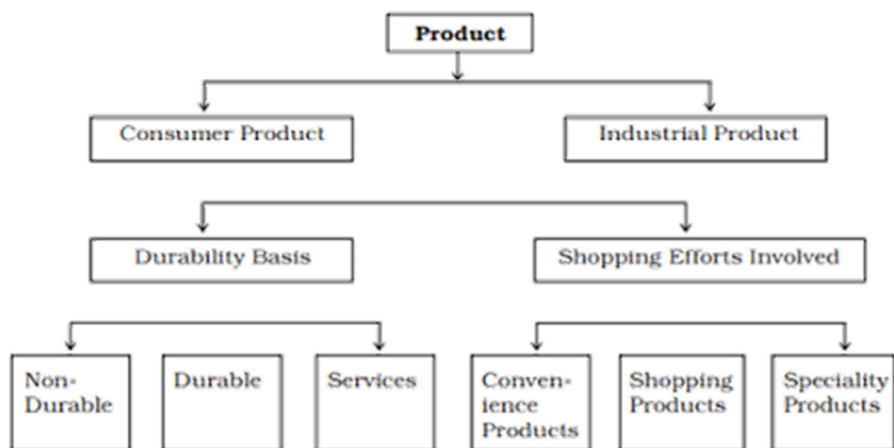 Product
Consumer Product
Industrial Product
Durability Basis
Shopping Efforts Involved
Non-
Durable
Durable
Services
Conven-
ience
Products
Shopping
Products
Speciality
Products